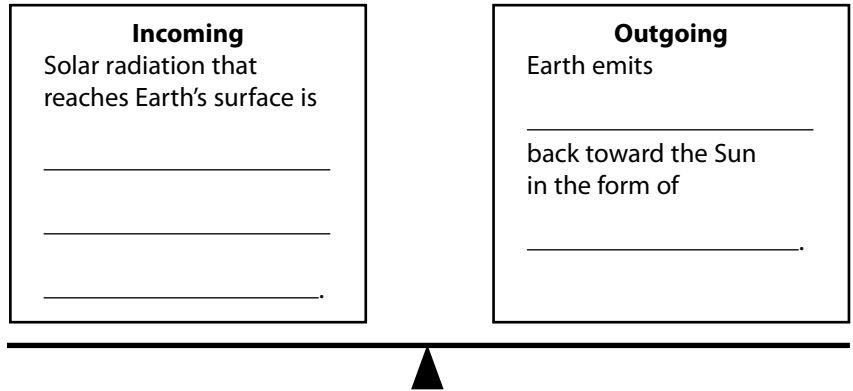 Incoming
Solar radiation that
reaches Earth's surface is
.
Outgoing
Earth emits
back toward the Sun
in the form of
.